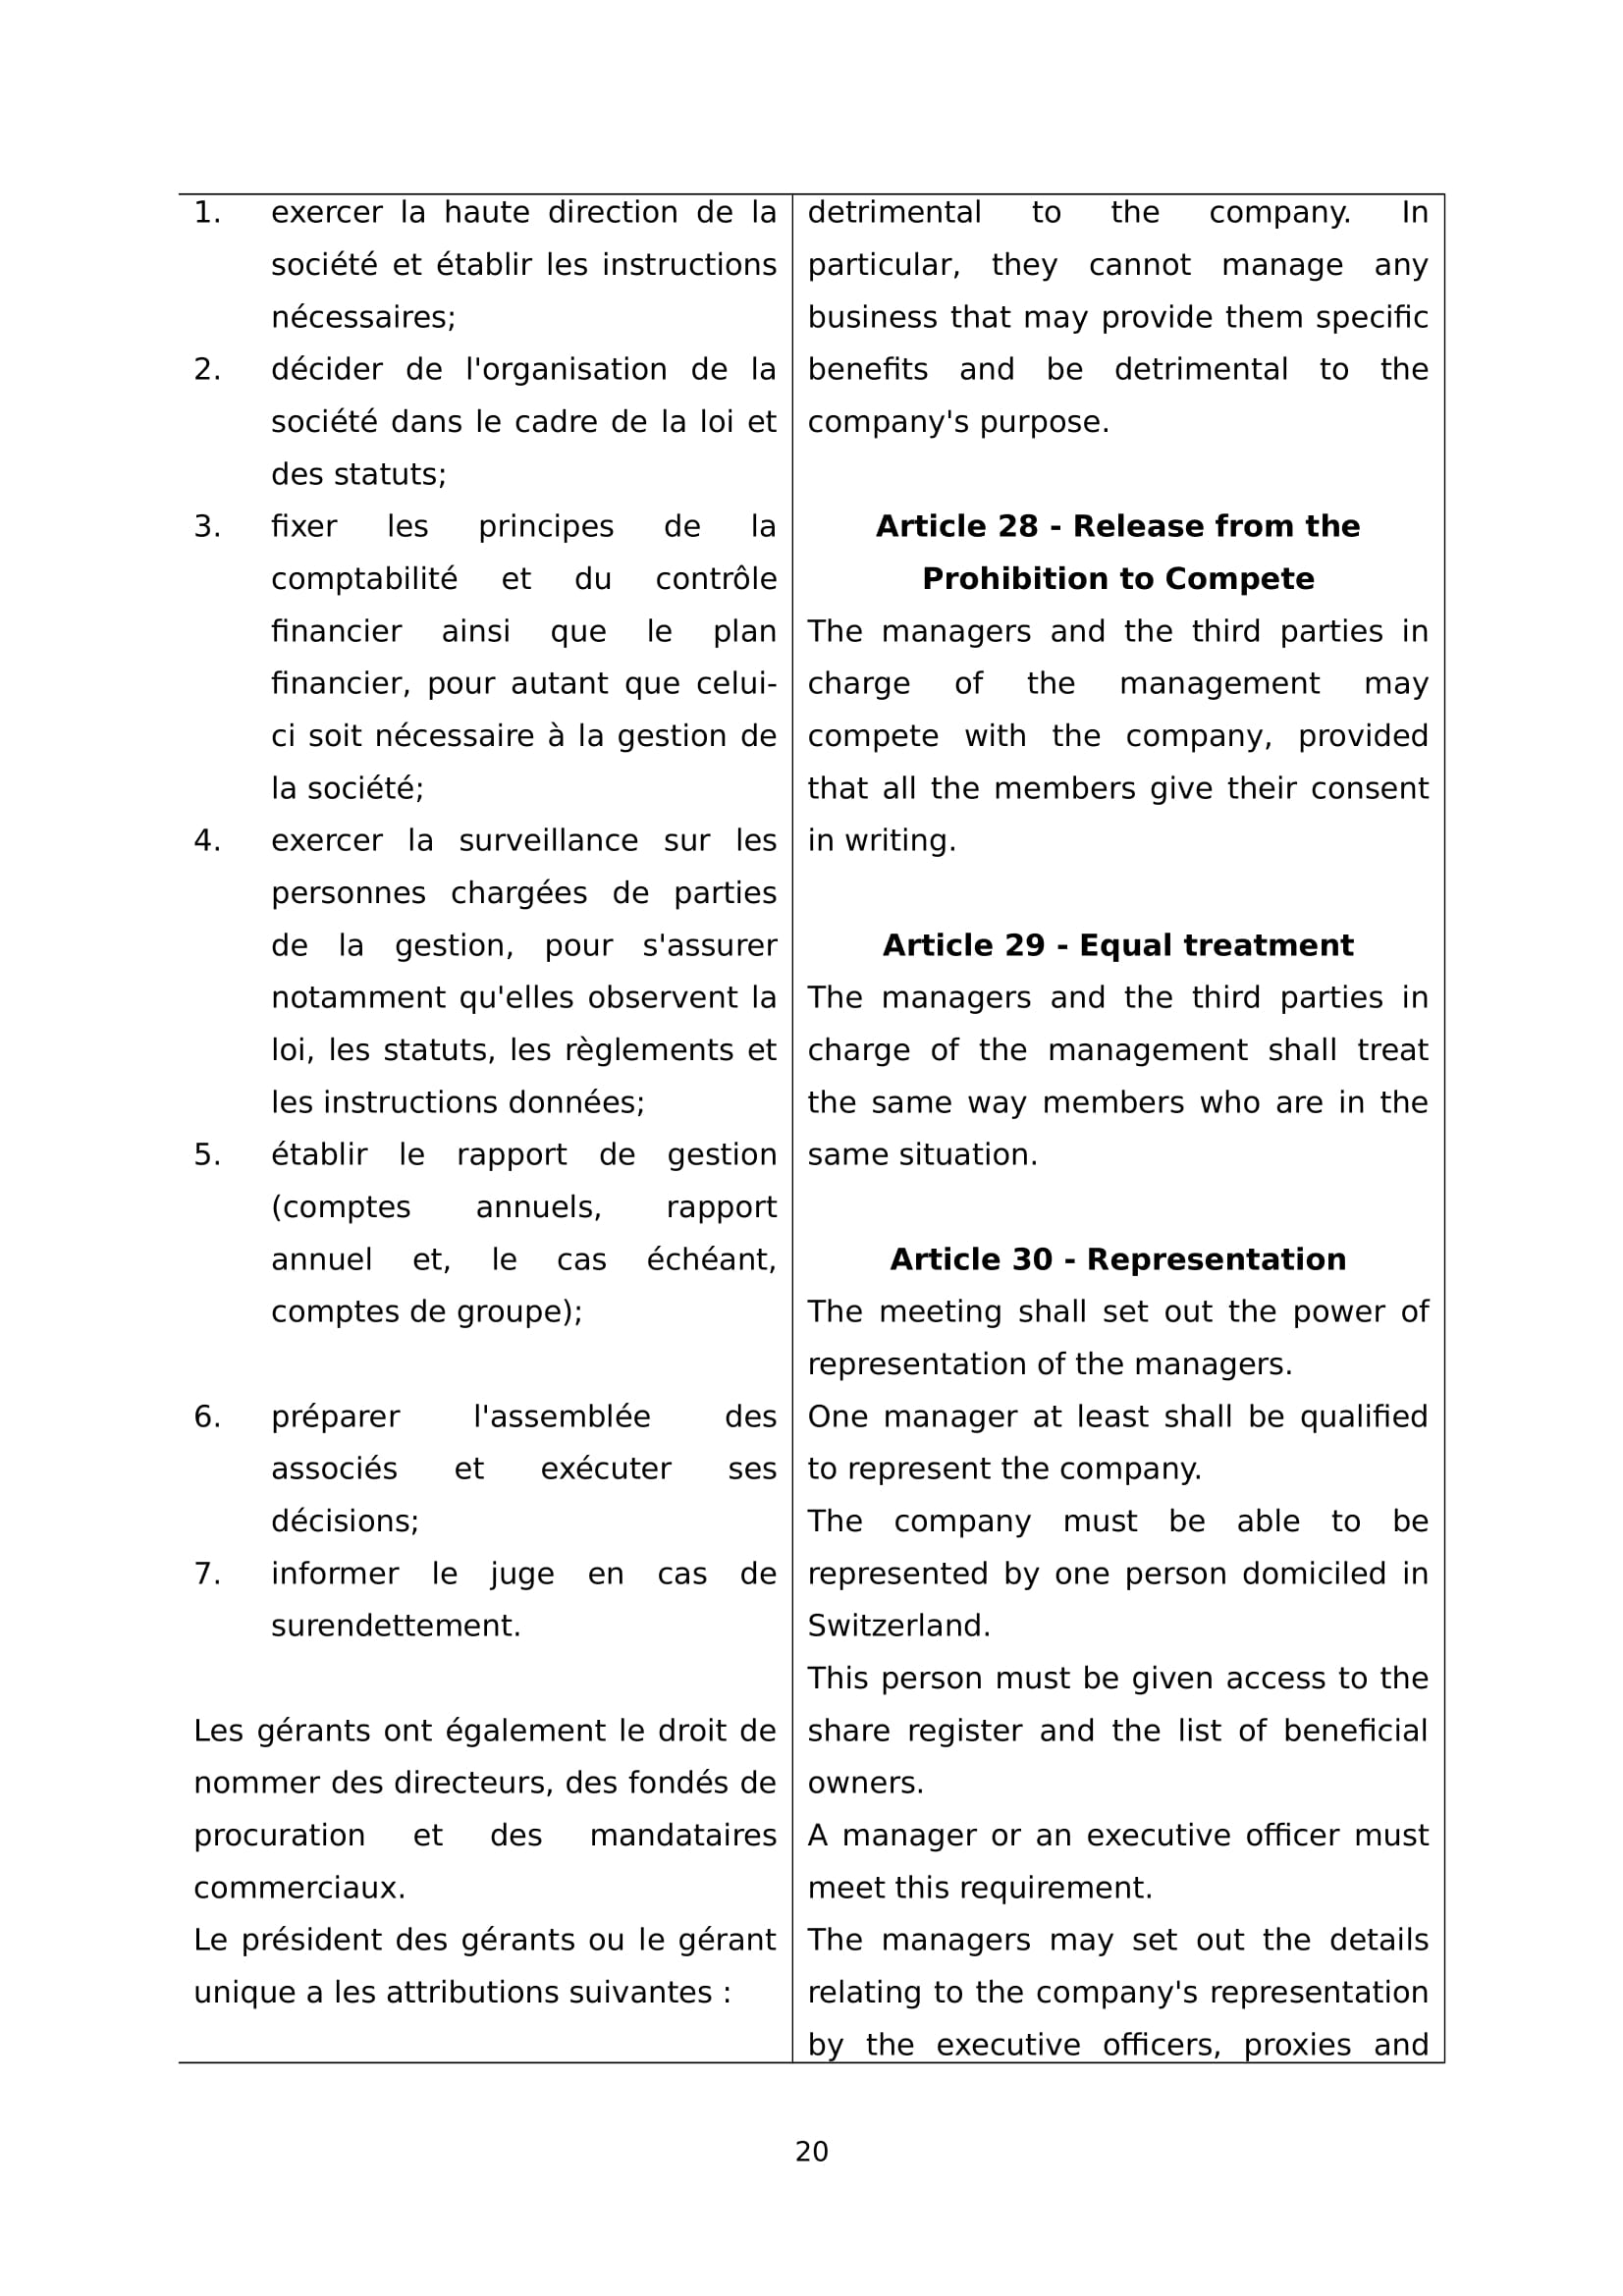 1. exercer la haute direction de la
société et établir les instructions
nécessaires;
2. décider de l'organisation de la
société dans le cadre de la loi et
des statuts;
3. fixer les principes de la
comptabilité et du contrôle
financier ainsi que le plan
financier, pour autant que celui-
ci soit nécessaire à la gestion de
la société;
4. exercer la surveillance sur les
personnes chargées de parties
de la gestion, pour s'assurer
notamment qu'elles observent la
loi, les statuts, les règlements et
les instructions données;
5. établir le rapport de gestion
(comptes annuels, rapport
annuel et, le cas échéant,
comptes de groupe);
6. préparer l'assemblée des
associés et exécuter ses
décisions;
7. informer le juge en cas de
surendettement.
Les gérants ont également le droit de
nommer des directeurs, des fondés de
procuration et des mandataires
commerciaux.
Le président des gérants ou le gérant
unique a les attributions suivantes :
detrimental to the company. In
particular, they cannot manage any
business that may provide them specific
benefits and be detrimental to the
company's purpose.
Article 28 - Release from the
Prohibition to Compete
The managers and the third parties in
charge of the management may
compete with the company, provided
that all the members give their consent
in writing.
Article 29 - Equal treatment
The managers and the third parties in
charge of the management shall treat
the same way members who are in the
same situation.
Article 30 - Representation
The meeting shall set out the power of
representation of the managers.
One manager at least shall be qualified
to represent the company.
The company must be able to be
represented by one person domiciled in
Switzerland.
This person must be given access to the
share register and the list of beneficial
owners.
A manager or an executive officer must
meet this requirement.
The managers may set out the details
relating to the company's representation
by the executive officers, proxies and
20